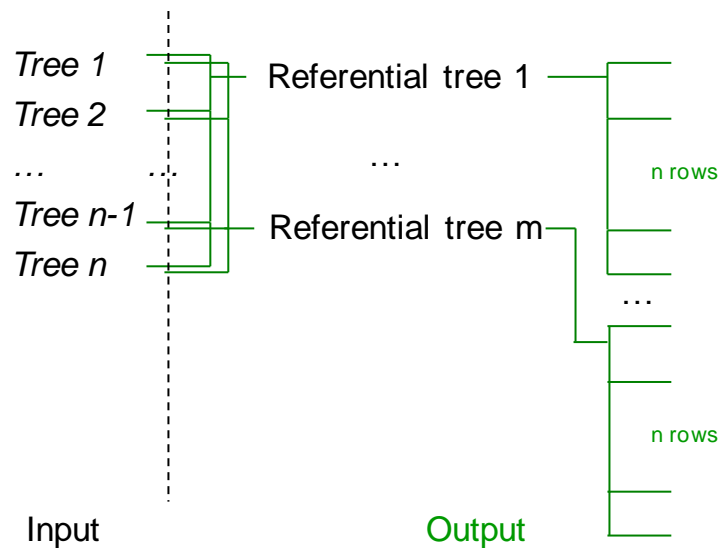 Tree 1
Referential tree 1
Tree 2
... ... ...
n rows
Tree n-1
Referential tree m
Tree n
...
n rows
Input
Output